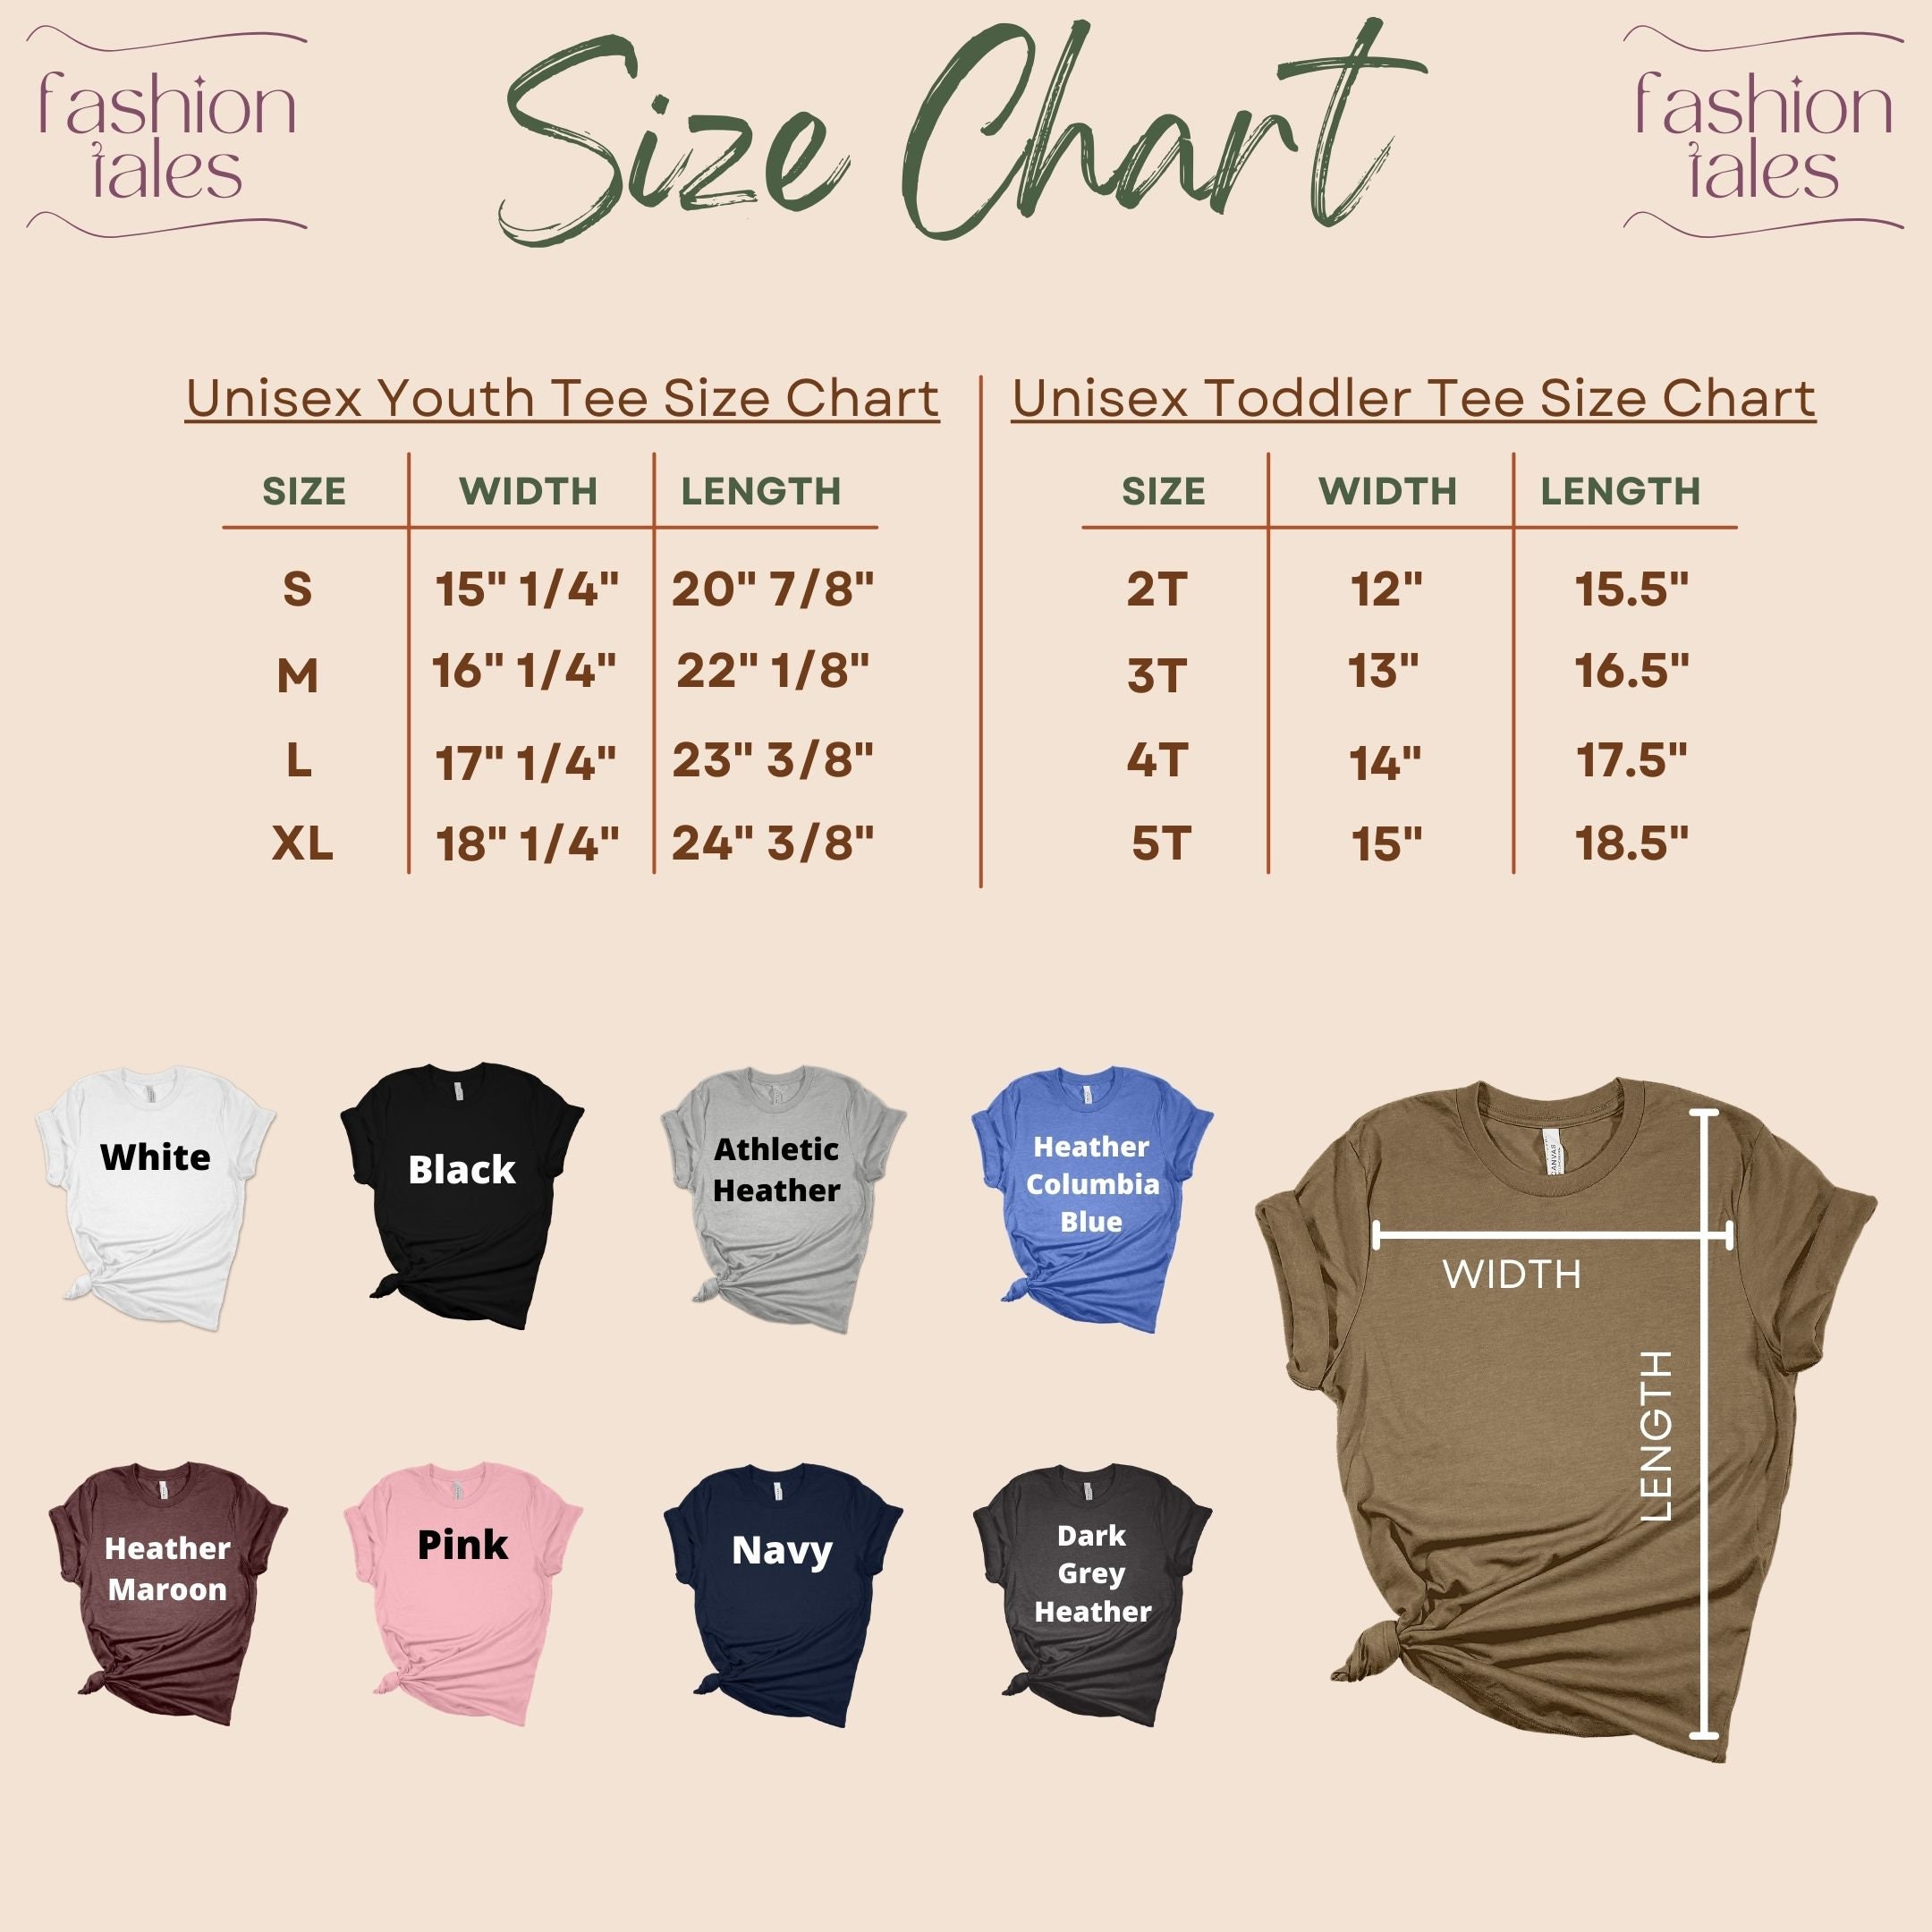 fashion
tales
Size Chart
fashion
tales
Unisex Youth Tee Size Chart
SIZE WIDTH LENGTH
S 15" 1/4" 20" 7/8"
M 16" 1/4" 22" 1/8"
L 17" 1/4" 23" 3/8"
XL 18" 1/4" 24" 3/8"
Unisex Toddler Tee Size Chart
SIZE WIDTH LENGTH
2T 12" 15.5"
3T 13" 16.5"
4T 14" 17.5"
5T 15" 18.5"
White
Black
Athletic
Heather
Heather
Columbia
Blue
Heather
Maroon
Pink
Navy
Dark
Grey
Heather
CANVAS
WIDTH
LENGTH